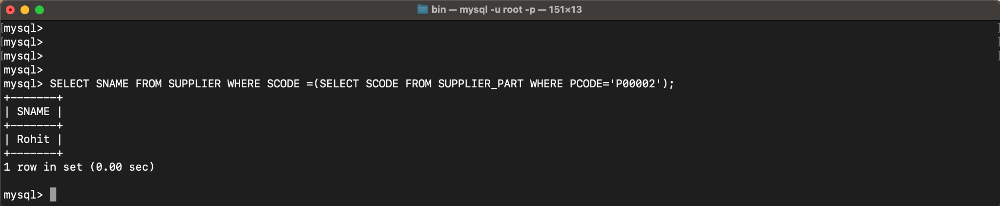 bin — mysql -u root -p — 151×13
mysql>
mysql>
mysql>
mysql>
mysql> SELECT SNAME FROM SUPPLIER WHERE SCODE =(SELECT SCODE FROM SUPPLIER_PART WHERE PCODE='P00002');
+-------+
| SNAME |
+-------+
| Rohit |
+-------+
1 row in set (0.00 sec)
mysql>